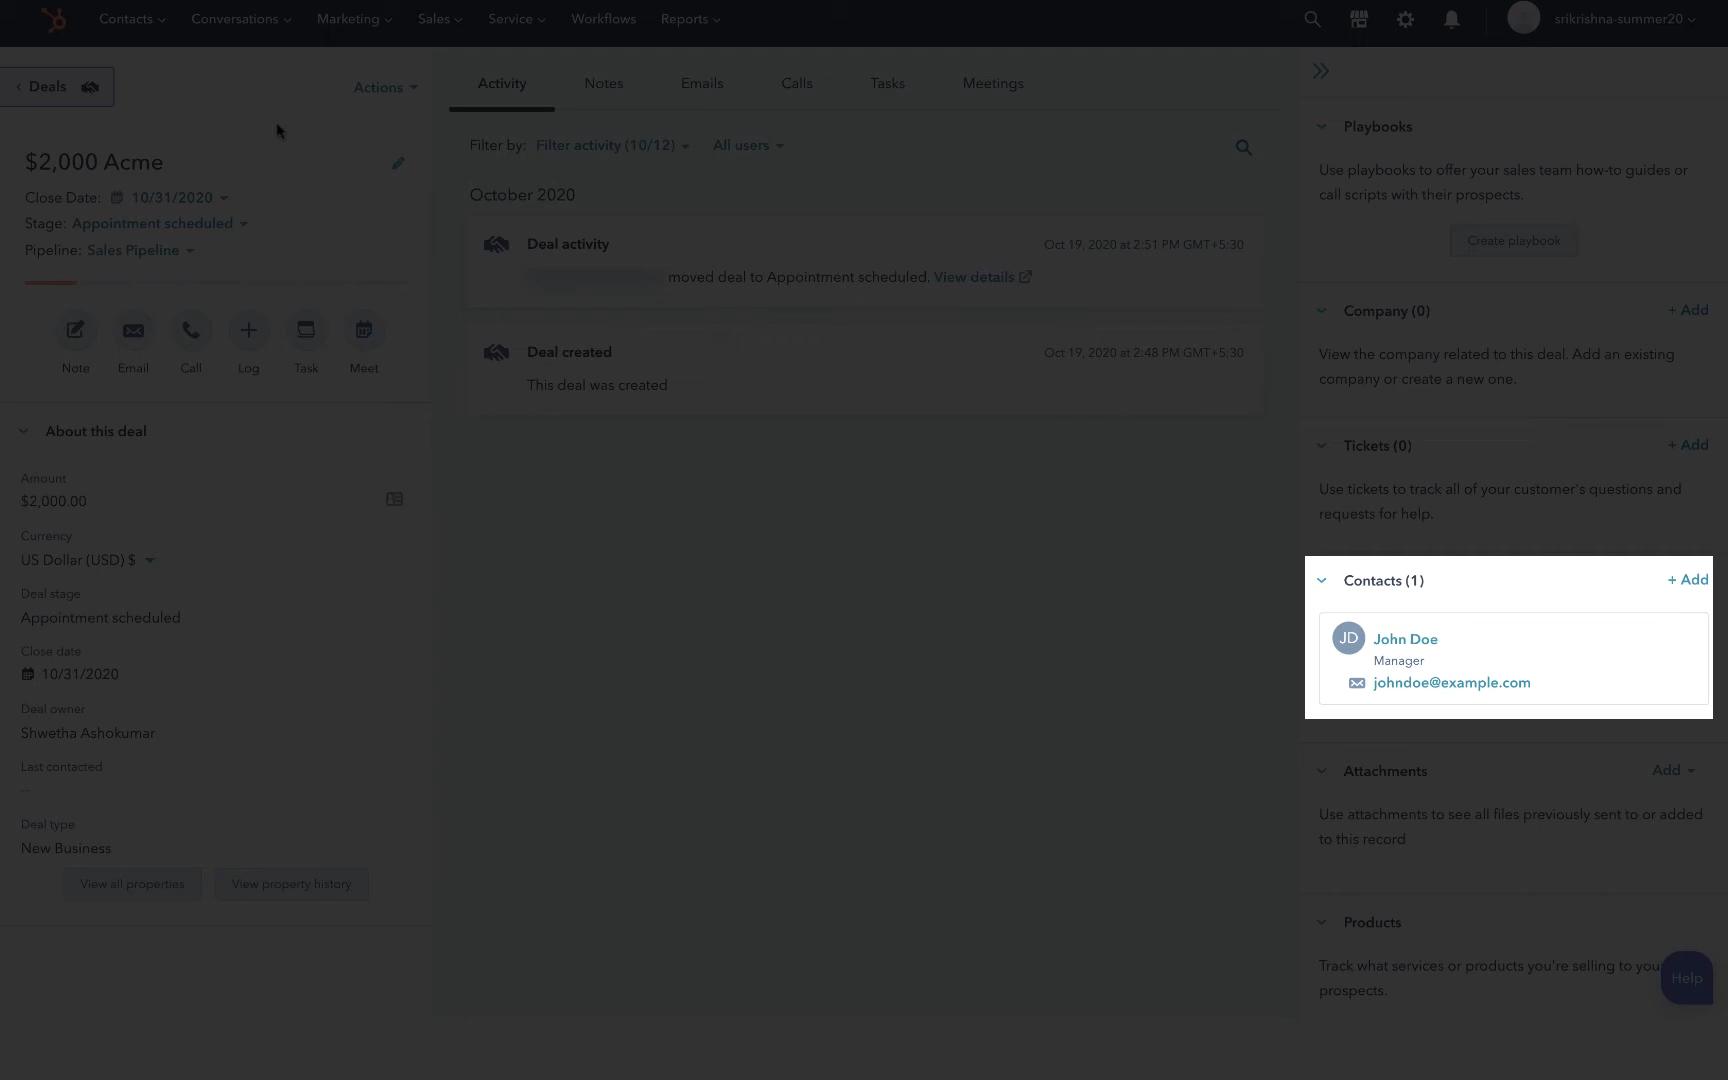 Contacts
Conversations
Marketing
Sales
Service
Workflows
Reports
srikrishna-summer20
Deals
Actions
$2,000 Acme
Close Date: 10/31/2020
Stage: Appointment scheduled
Pipeline: Sales Pipeline
Note
Email
Call
Log
Task
Meet
About this deal
Amount
$2,000.00
Currency
US Dollar (USD) $
Deal stage
Appointment scheduled
Close date
10/31/2020
Deal owner
Shwetha Ashokumar
Last contacted
--
Deal type
New Business
View all properties
View property history
Activity
Notes
Emails
Calls
Tasks
Meetings
Filter by: Filter activity (10/12) All users
October 2020
Deal activity
Oct 19, 2020 at 2:51 PM GMT+5:30
moved deal to Appointment scheduled. View details
Deal created
Oct 19, 2020 at 2:48 PM GMT+5:30
This deal was created
Playbooks
Use playbooks to offer your sales team how-to guides or
call scripts with their prospects.
Create playbook
Company (0)
+ Add
View the company related to this deal. Add an existing
company or create a new one.
Tickets (0)
+ Add
Use tickets to track all of your customer's questions and
requests for help.
Contacts (1)
+ Add
JD
John Doe
Manager
johndoe@example.com
Attachments
Add
Use attachments to see all files previously sent to or added
to this record
Products
Track what services or products you're selling to you
prospects.
Help